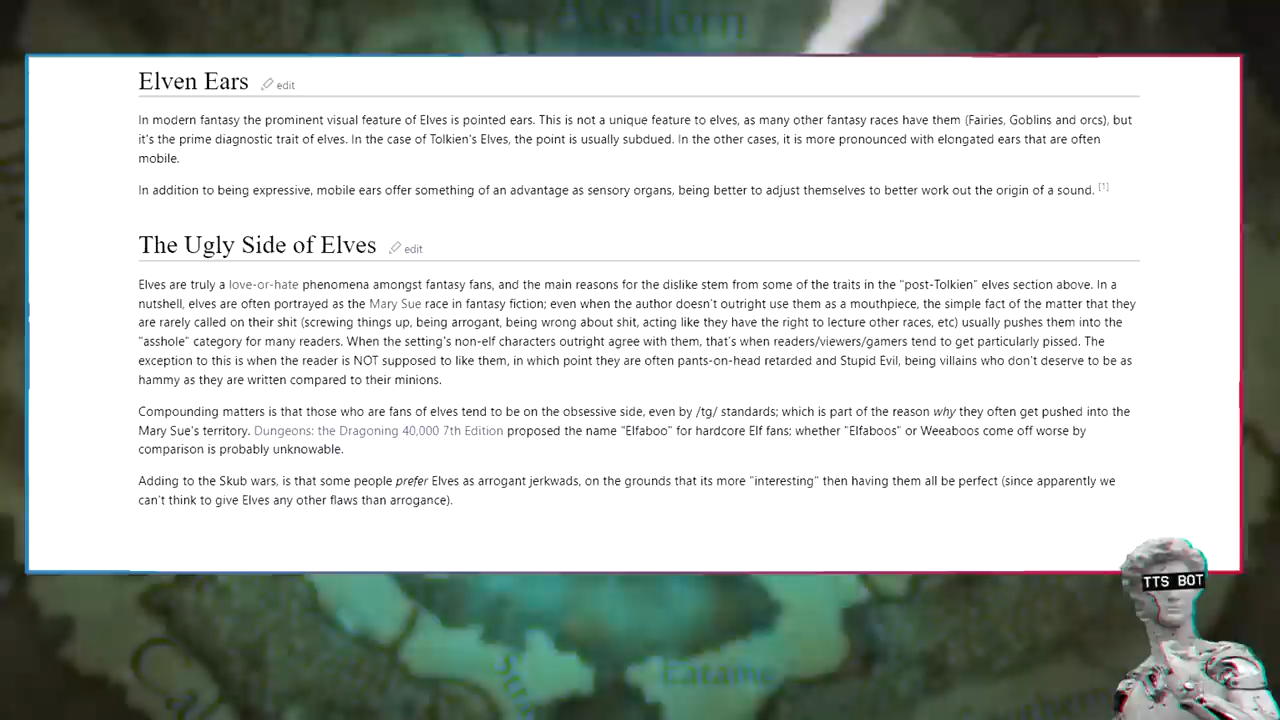 Avelorn
Elven Ears edit
In modern fantasy the prominent visual feature of Elves is pointed ears. This is not a unique feature to elves, as many other fantasy races have them (Fairies, Goblins and orcs), but
it's the prime diagnostic trait of elves. In the case of Tolkien's Elves, the point is usually subdued. In the other cases, it is more pronounced with elongated ears that are often
mobile.
In addition to being expressive, mobile ears offer something of an advantage as sensory organs, being better to adjust themselves to better work out the origin of a sound. [1]
The Ugly Side of Elves edit
Elves are truly a love-or-hate phenomena amongst fantasy fans, and the main reasons for the dislike stem from some of the traits in the "post-Tolkien" elves section above. In a
nutshell, elves are often portrayed as the Mary Sue race in fantasy fiction; even when the author doesn't outright use them as a mouthpiece, the simple fact of the matter that they
are rarely called on their shit (screwing things up, being arrogant, being wrong about shit, acting like they have the right to lecture other races, etc) usually pushes them into the
"asshole" category for many readers. When the setting's non-elf characters outright agree with them, that's when readers/viewers/gamers tend to get particularly pissed. The
exception to this is when the reader is NOT supposed to like them, in which point they are often pants-on-head retarded and Stupid Evil, being villains who don't deserve to be as
hammy as they are written compared to their minions.
Compounding matters is that those who are fans of elves tend to be on the obsessive side, even by /tg/ standards; which is part of the reason why they often get pushed into the
Mary Sue's territory. Dungeons: the Dragoning 40,000 7th Edition proposed the name "Elfaboo" for hardcore Elf fans; whether "Elfaboos" or Weeaboos come off worse by
comparison is probably unknowable.
Adding to the Skub wars, is that some people prefer Elves as arrogant jerkwads, on the grounds that its more "interesting" then having them all be perfect (since apparently we
can't think to give Elves any other flaws than arrogance).
TTS BOT
Eataine